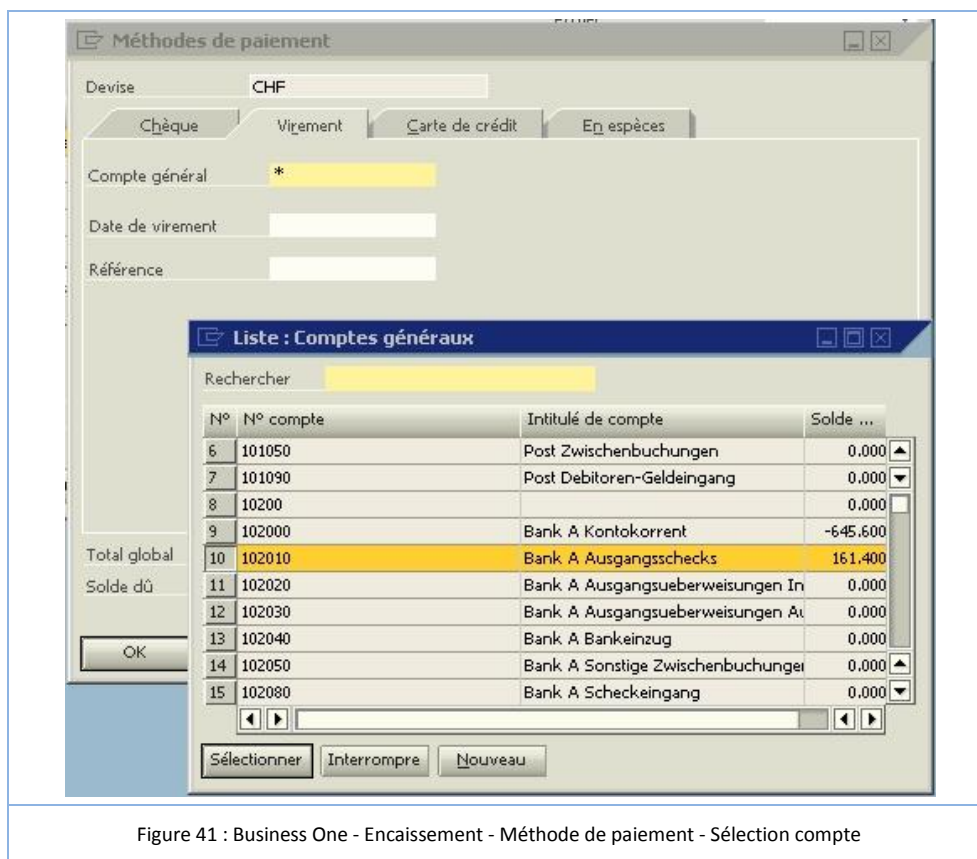 Méthodes de paiement
Devise CHF
Chèque Virement Carte de crédit En espèces
Compte général *
Date de virement
Référence
Liste : Comptes généraux
Rechercher
Nº Nº compte Intitulé de compte Solde ...
6 101050 Post Zwischenbuchungen 0.000
7 101090 Post Debitoren-Geldeingang 0.000
8 10200 0.000
9 102000 Bank A Kontokorrent -645.600
10 102010 Bank A Ausgangsschecks 161.400
11 102020 Bank A Ausgangsueberweisungen In 0.000
12 102030 Bank A Ausgangsueberweisungen Au 0.000
13 102040 Bank A Bankeinzug 0.000
14 102050 Bank A Sonstige Zwischenbuchungen 0.000
15 102080 Bank A Scheckeingang 0.000
Total global
Solde dû
OK
Sélectionner Interrompre Nouveau
Figure 41 : Business One - Encaissement - Méthode de paiement - Sélection compte